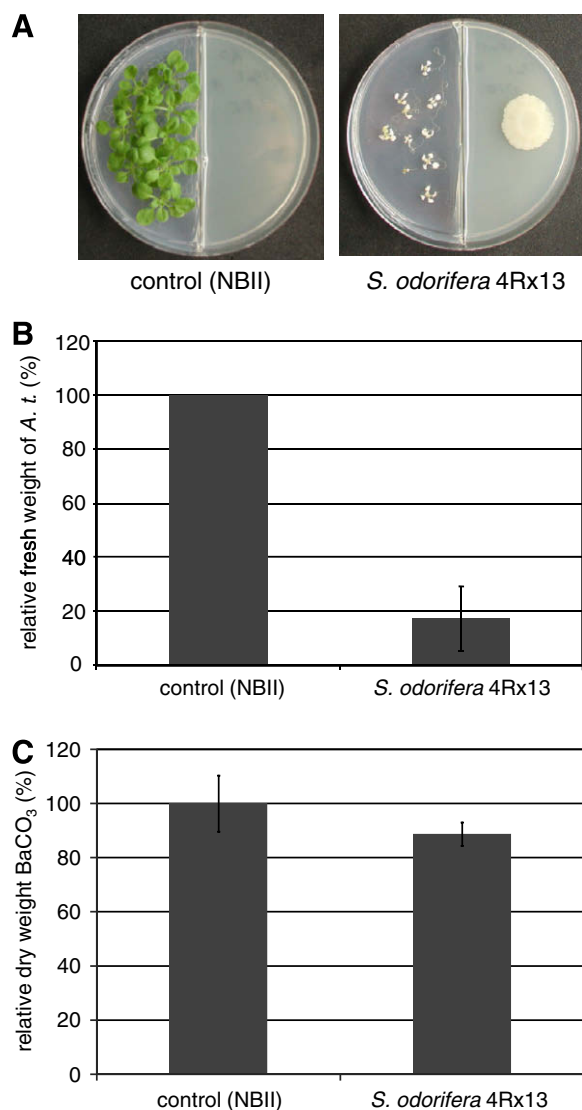 A
control (NBII)
S. odorifera 4Rx13
B
relative fresh weight of A. t. (%)
120
100
80
60
40
20
0
control (NBII)
S. odorifera 4Rx13
C
relative dry weight BaCO₃ (%)
120
100
80
60
40
20
0
control (NBII)
S. odorifera 4Rx13